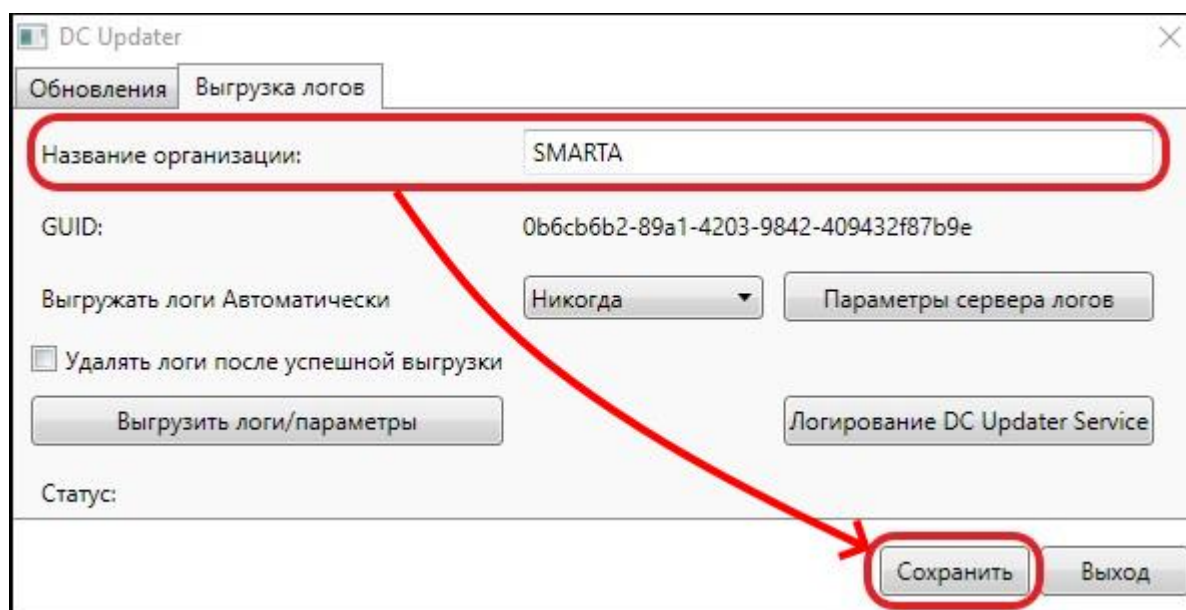 DC Updater
Обновления Выгрузка логов
Название организации: SMARTA
GUID: 0b6cb6b2-89a1-4203-9842-409432f87b9e
Выгружать логи Автоматически Никогда Параметры сервера логов
Удалять логи после успешной выгрузки
Выгрузить логи/параметры Логирование DC Updater Service
Статус:
Сохранить Выход